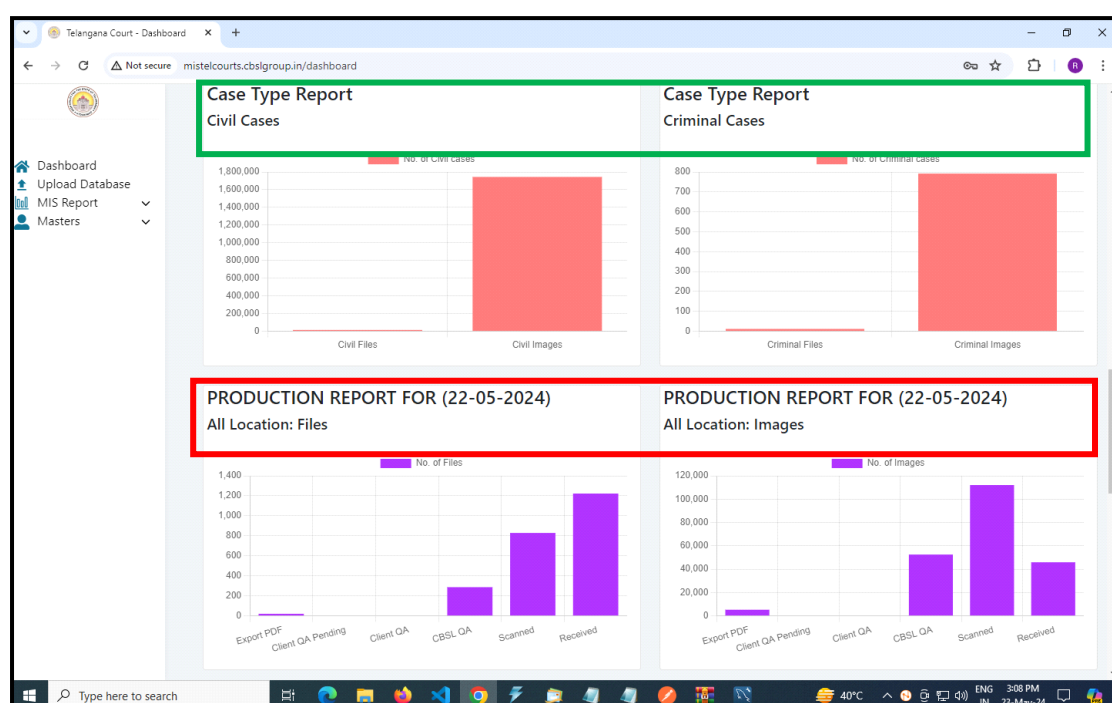 Telangana Court - Dashboard
Not secure mistelcourts.cbslgroup.in/dashboard
R
Dashboard
Upload Database
MIS Report
Masters
Case Type Report
Civil Cases
No. of Civil cases
1,800,000
1,600,000
1,400,000
1,200,000
1,000,000
800,000
600,000
400,000
200,000
0
Civil Files Civil Images
Case Type Report
Criminal Cases
No. of Criminal cases
800
700
600
500
400
300
200
100
0
Criminal Files Criminal Images
PRODUCTION REPORT FOR (22-05-2024)
All Location: Files
No. of Files
1,400
1,200
1,000
800
600
400
200
0
Export PDF Client QA Pending Client QA CBSL QA Scanned Received
PRODUCTION REPORT FOR (22-05-2024)
All Location: Images
No. of Images
120,000
100,000
80,000
60,000
40,000
20,000
0
Export PDF Client QA Pending Client QA CBSL QA Scanned Received
Type here to search
40°C
ENG 3:08 PM
IN 23-May-24